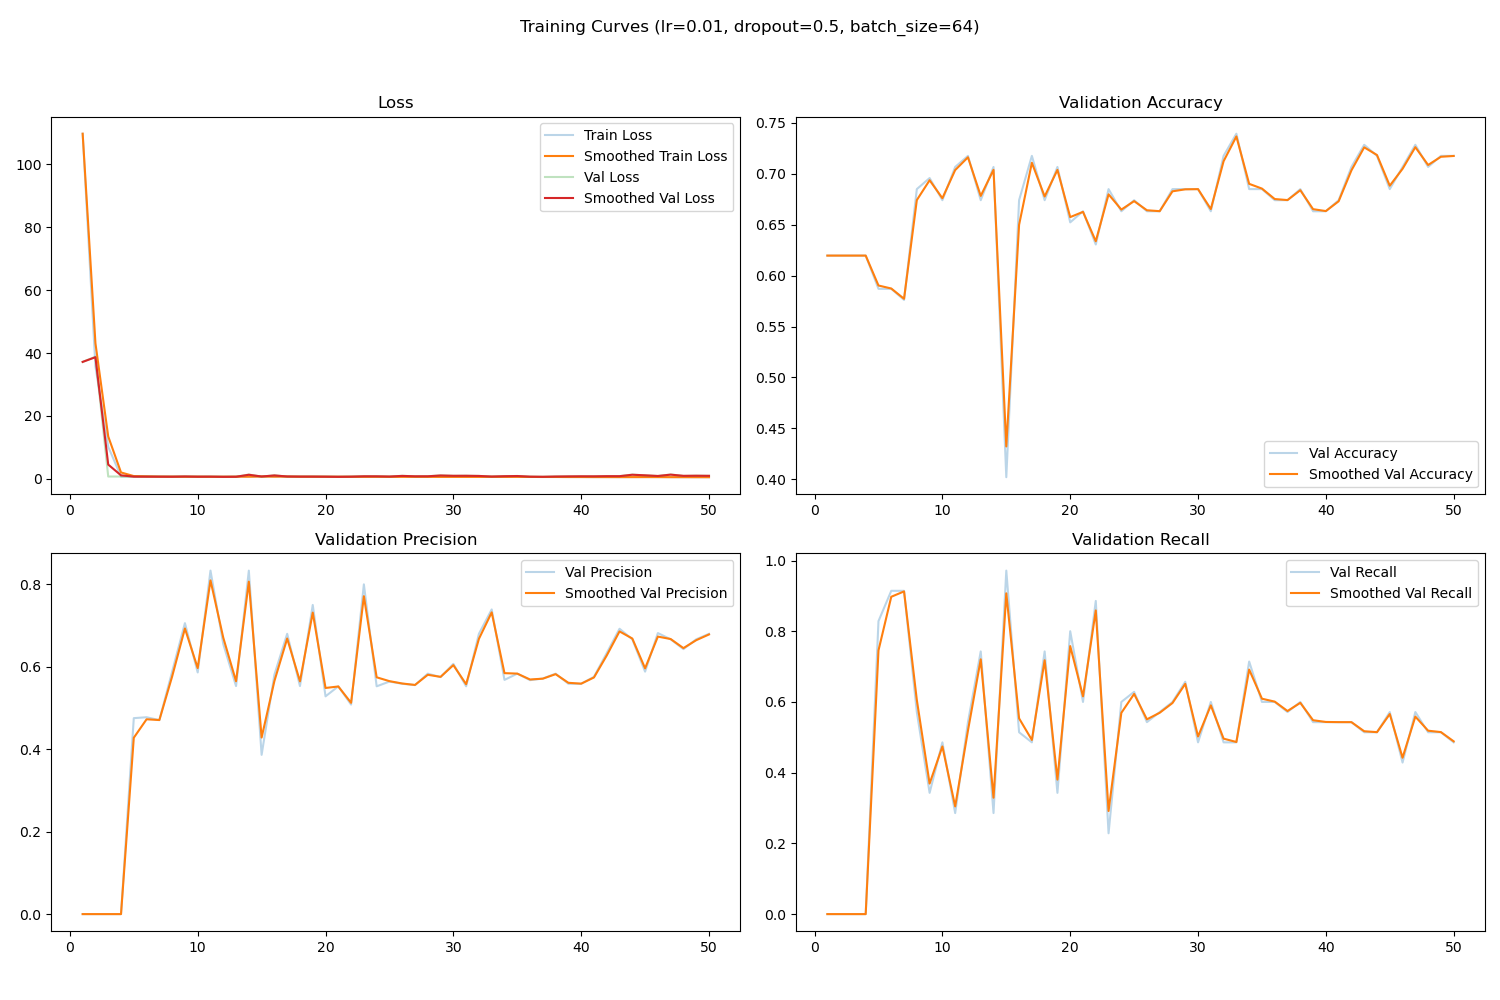 Training Curves (lr=0.01, dropout=0.5, batch_size=64)
Loss
Train Loss
Smoothed Train Loss
Val Loss
Smoothed Val Loss
100
80
60
40
20
0
0 10 20 30 40 50
Validation Accuracy
0.75
0.70
0.65
0.60
0.55
0.50
0.45
0.40
Val Accuracy
Smoothed Val Accuracy
0 10 20 30 40 50
Validation Precision
Val Precision
Smoothed Val Precision
0.8
0.6
0.4
0.2
0.0
0 10 20 30 40 50
Validation Recall
Val Recall
Smoothed Val Recall
1.0
0.8
0.6
0.4
0.2
0.0
0 10 20 30 40 50